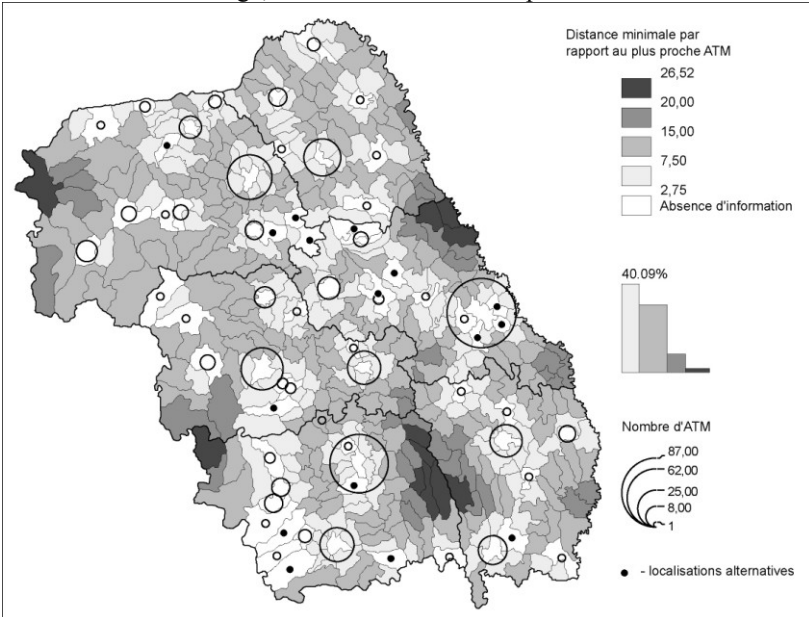 Distance minimale par
rapport au plus proche ATM
26,52
20,00
15,00
7,50
2,75
Absence d'information
40.09%
Nombre d'ATM
87,00
62,00
25,00
8,00
1
- localisations alternatives